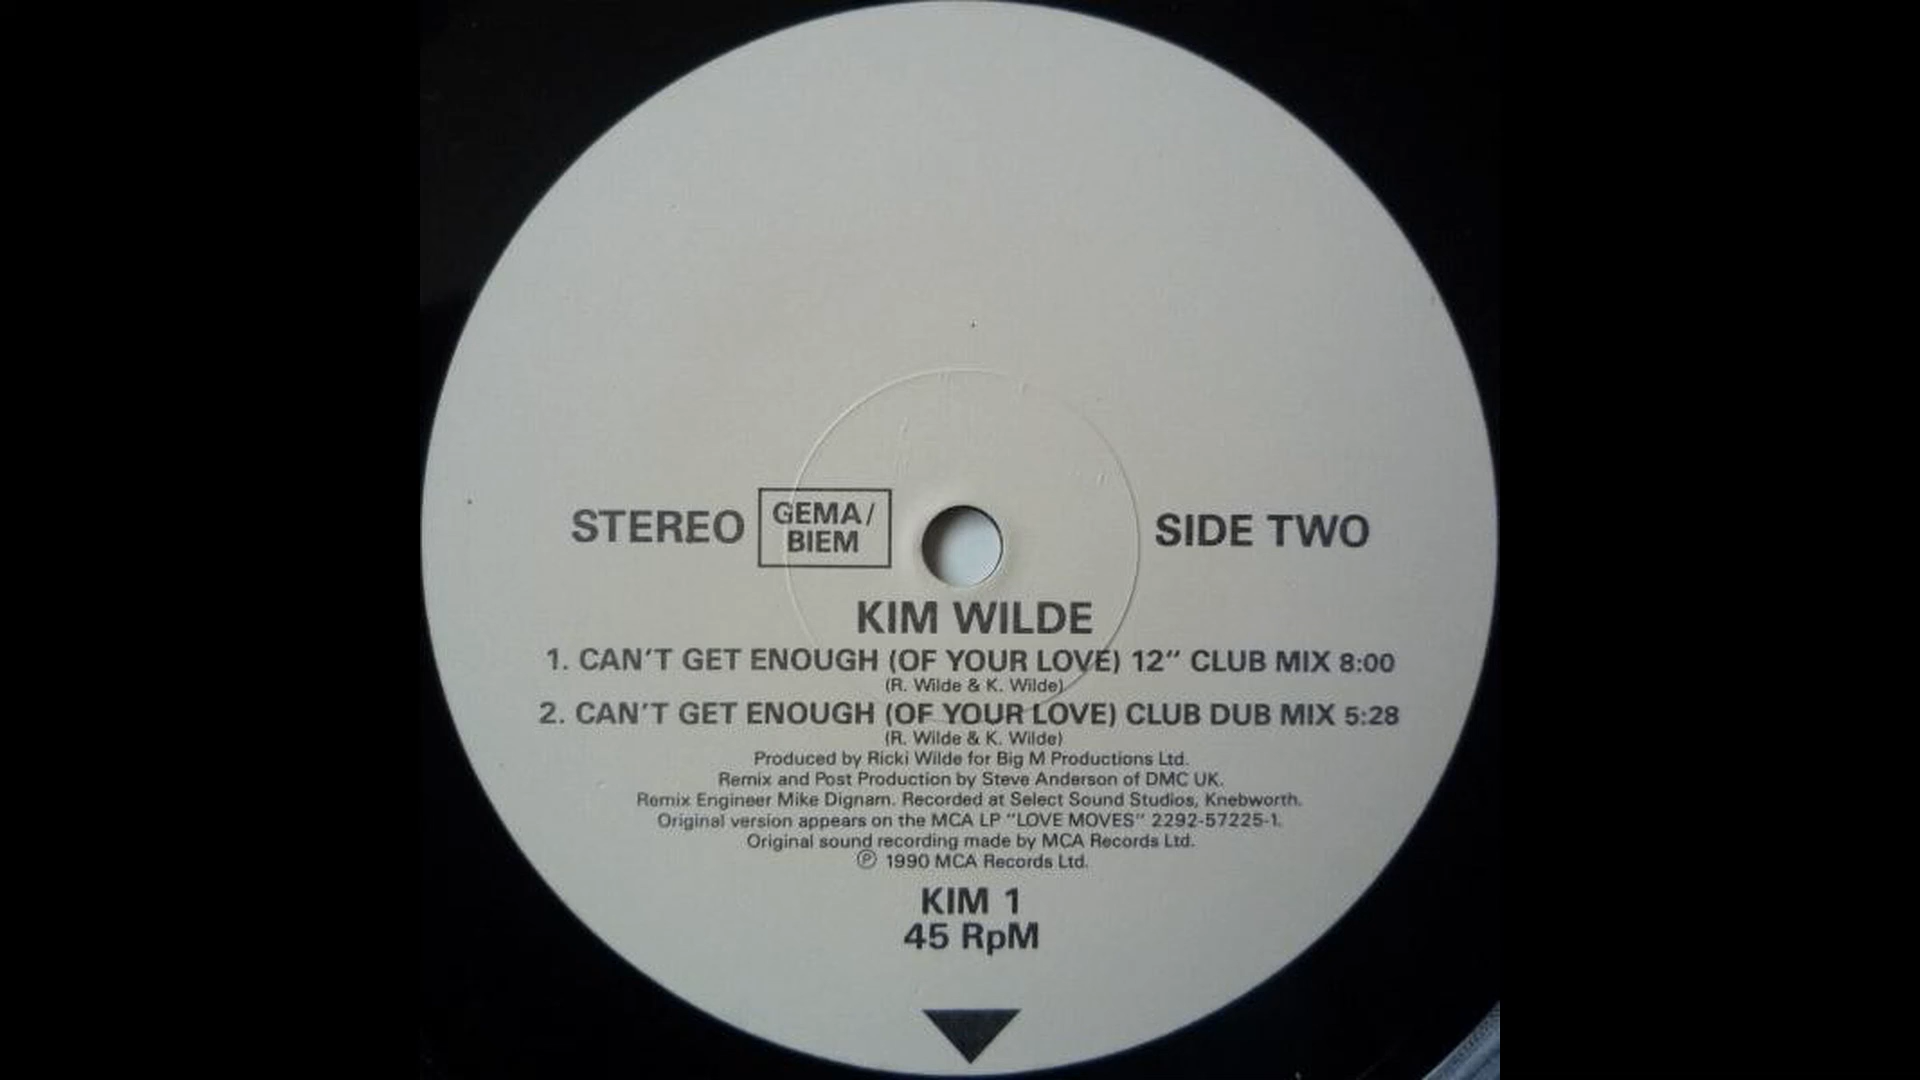 STEREO GEMA/ BIEM SIDE TWO
KIM WILDE
1. CAN'T GET ENOUGH (OF YOUR LOVE) 12" CLUB MIX 8:00
(R. Wilde & K. Wilde)
2. CAN'T GET ENOUGH (OF YOUR LOVE) CLUB DUB MIX 5:28
(R. Wilde & K. Wilde)
Produced by Ricki Wilde for Big M Productions Ltd.
Remix and Post Production by Steve Anderson of DMC UK.
Remix Engineer Mike Dignam. Recorded at Select Sound Studios, Knebworth.
Original version appears on the MCA LP "LOVE MOVES" 2292-57225-1.
Original sound recording made by MCA Records Ltd.
Ⓟ 1990 MCA Records Ltd.
KIM 1
45 RpM